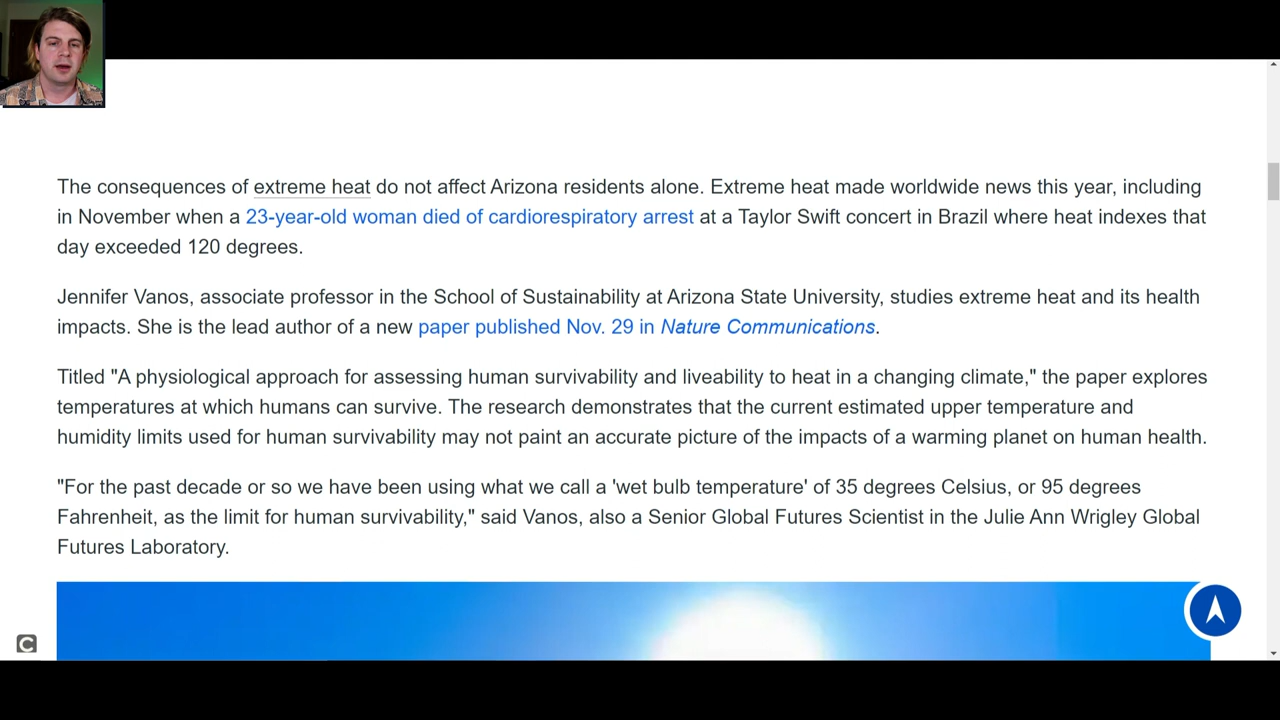 The consequences of extreme heat do not affect Arizona residents alone. Extreme heat made worldwide news this year, including
in November when a 23-year-old woman died of cardiorespiratory arrest at a Taylor Swift concert in Brazil where heat indexes that
day exceeded 120 degrees.
Jennifer Vanos, associate professor in the School of Sustainability at Arizona State University, studies extreme heat and its health
impacts. She is the lead author of a new paper published Nov. 29 in Nature Communications.
Titled "A physiological approach for assessing human survivability and liveability to heat in a changing climate," the paper explores
temperatures at which humans can survive. The research demonstrates that the current estimated upper temperature and
humidity limits used for human survivability may not paint an accurate picture of the impacts of a warming planet on human health.
"For the past decade or so we have been using what we call a 'wet bulb temperature' of 35 degrees Celsius, or 95 degrees
Fahrenheit, as the limit for human survivability," said Vanos, also a Senior Global Futures Scientist in the Julie Ann Wrigley Global
Futures Laboratory.
C